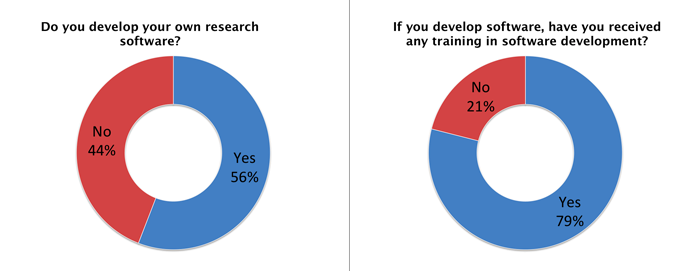 Do you develop your own research
software?
No
44%
Yes
56%
If you develop software, have you received
any training in software development?
No
21%
Yes
79%